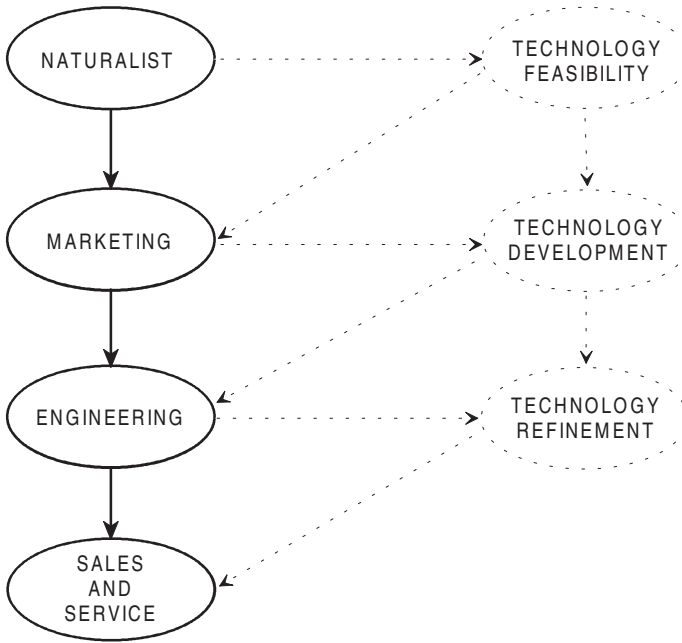 NATURALIST
TECHNOLOGY
FEASIBILITY
MARKETING
TECHNOLOGY
DEVELOPMENT
ENGINEERING
TECHNOLOGY
REFINEMENT
SALES
AND
SERVICE